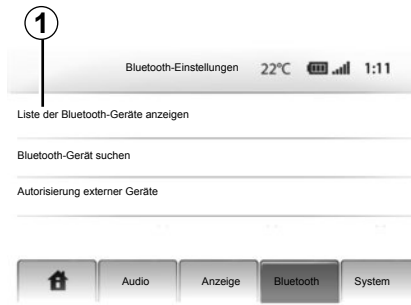 1
Bluetooth-Einstellungen 22°C 1:11
Liste der Bluetooth-Geräte anzeigen
Bluetooth-Gerät suchen
Autorisierung externer Geräte
Audio Anzeige Bluetooth System